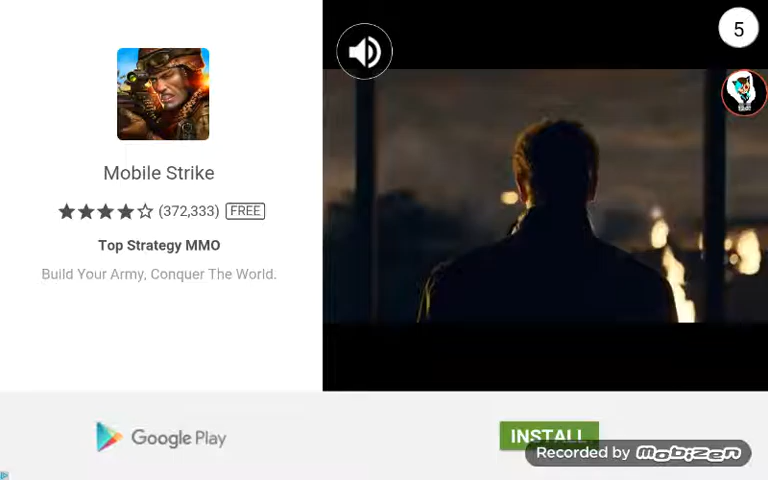 5
Mobile Strike
(372,333) FREE
Top Strategy MMO
Build Your Army, Conquer The World.
Google Play
INSTALL
Recorded by mobizen